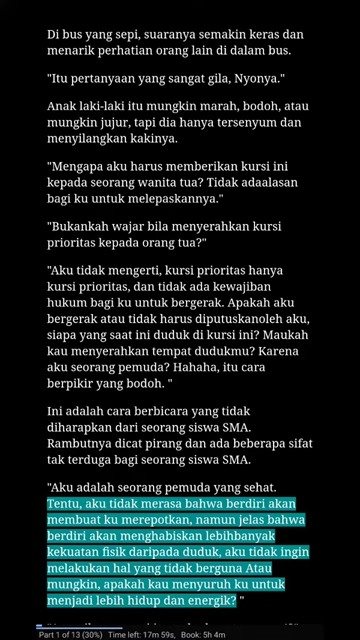 Di bus yang sepi, suaranya semakin keras dan
menarik perhatian orang lain di dalam bus.
"Itu pertanyaan yang sangat gila, Nyonya."
Anak laki-laki itu mungkin marah, bodoh, atau
mungkin jujur, tapi dia hanya tersenyum dan
menyilangkan kakinya.
"Mengapa aku harus memberikan kursi ini
kepada seorang wanita tua? Tidak adaalasan
bagi ku untuk melepaskannya."
"Bukankah wajar bila menyerahkan kursi
prioritas kepada orang tua?"
"Aku tidak mengerti, kursi prioritas hanya
kursi prioritas, dan tidak ada kewajiban
hukum bagi ku untuk bergerak. Apakah aku
bergerak atau tidak harus diputuskanoleh aku,
siapa yang saat ini duduk di kursi ini? Maukah
kau menyerahkan tempat dudukmu? Karena
aku seorang pemuda? Hahaha, itu cara
berpikir yang bodoh. "
Ini adalah cara berbicara yang tidak
diharapkan dari seorang siswa SMA.
Rambutnya dicat pirang dan ada beberapa sifat
tak terduga bagi seorang siswa SMA.
"Aku adalah seorang pemuda yang sehat.
Tentu, aku tidak merasa bahwa berdiri akan
membuat ku merepotkan, namun jelas bahwa
berdiri akan menghabiskan lebihbanyak
kekuatan fisik daripada duduk, aku tidak ingin
melakukan hal yang tidak berguna Atau
mungkin, apakah kau menyuruh ku untuk
menjadi lebih hidup dan energik? "
Part 1 of 13 (30%) Time left: 17m 59s, Book: 5h 4m